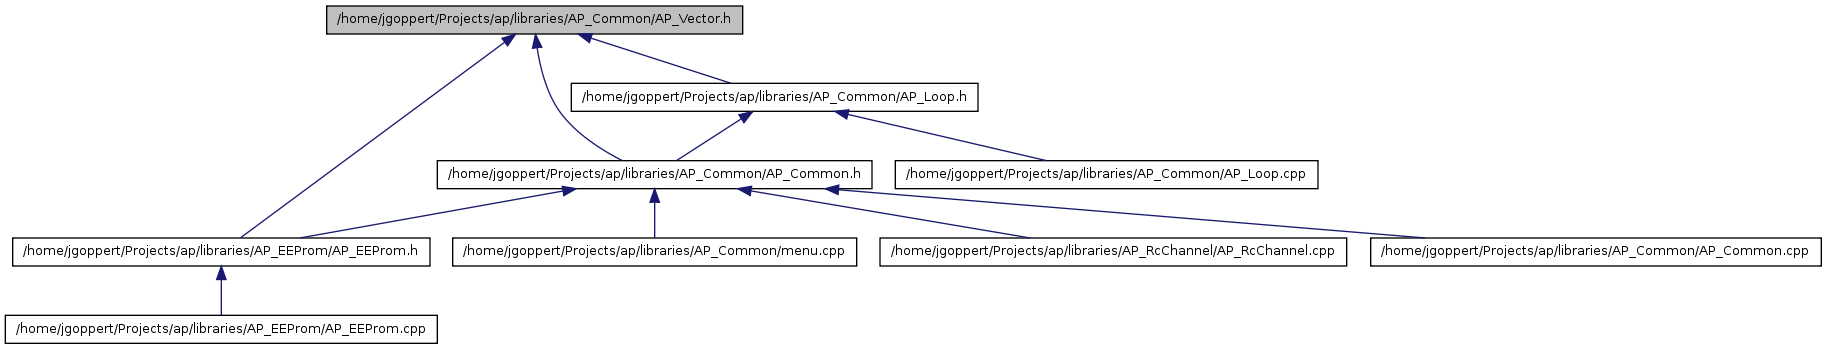 /home/jgoppert/Projects/ap/libraries/AP_Common/AP_Vector.h
/home/jgoppert/Projects/ap/libraries/AP_Common/AP_Loop.h
/home/jgoppert/Projects/ap/libraries/AP_Common/AP_Common.h
/home/jgoppert/Projects/ap/libraries/AP_Common/AP_Loop.cpp
/home/jgoppert/Projects/ap/libraries/AP_EEProm/AP_EEProm.h
/home/jgoppert/Projects/ap/libraries/AP_Common/menu.cpp
/home/jgoppert/Projects/ap/libraries/AP_RcChannel/AP_RcChannel.cpp
/home/jgoppert/Projects/ap/libraries/AP_Common/AP_Common.cpp
/home/jgoppert/Projects/ap/libraries/AP_EEProm/AP_EEProm.cpp